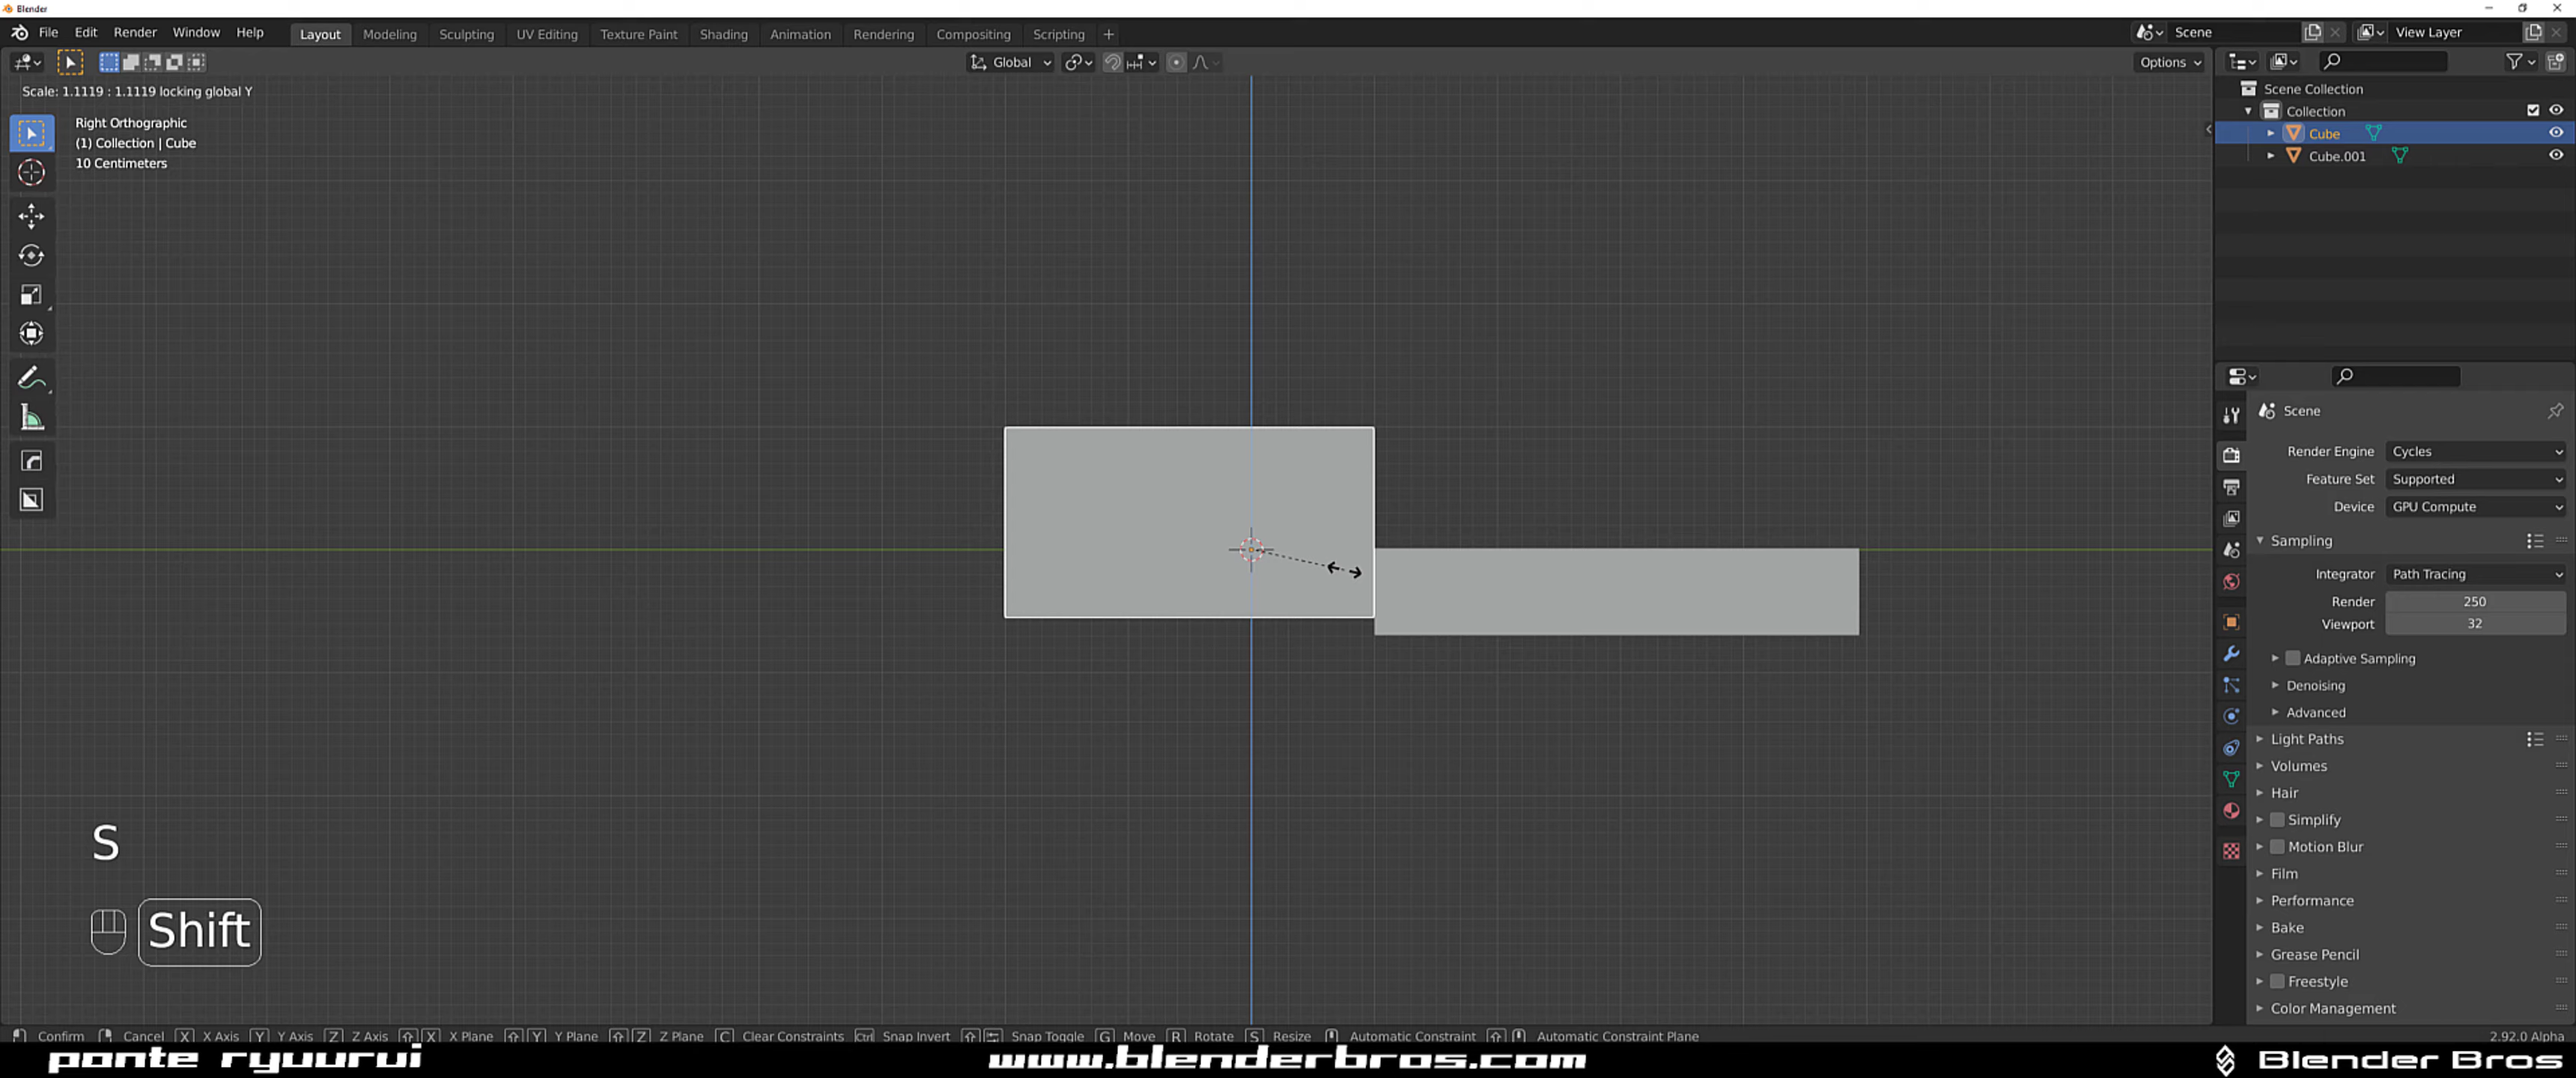 Blender
File Edit Render Window Help Layout Modeling Sculpting UV Editing Texture Paint Shading Animation Rendering Compositing Scripting + Scene View Layer
Global Options
Scale: 1.1119 : 1.1119 locking global Y
Right Orthographic
(1) Collection | Cube
10 Centimeters
Scene Collection
Collection
Cube
Cube.001
Scene
Render Engine Cycles
Feature Set Supported
Device GPU Compute
Sampling
Integrator Path Tracing
Render 250
Viewport 32
Adaptive Sampling
Denoising
Advanced
Light Paths
Volumes
Hair
Simplify
Motion Blur
Film
Performance
Bake
Grease Pencil
Freestyle
Color Management
S
Shift
Confirm Cancel X X Axis Y Y Axis Z Z Axis X X Plane Y Y Plane Z Z Plane C Clear Constraints Ctrl Snap Invert Snap Toggle G Move R Rotate S Resize Automatic Constraint Automatic Constraint Plane 2.92.0 Alpha
ponte ryuurui www.blenderbros.com Blender Bros